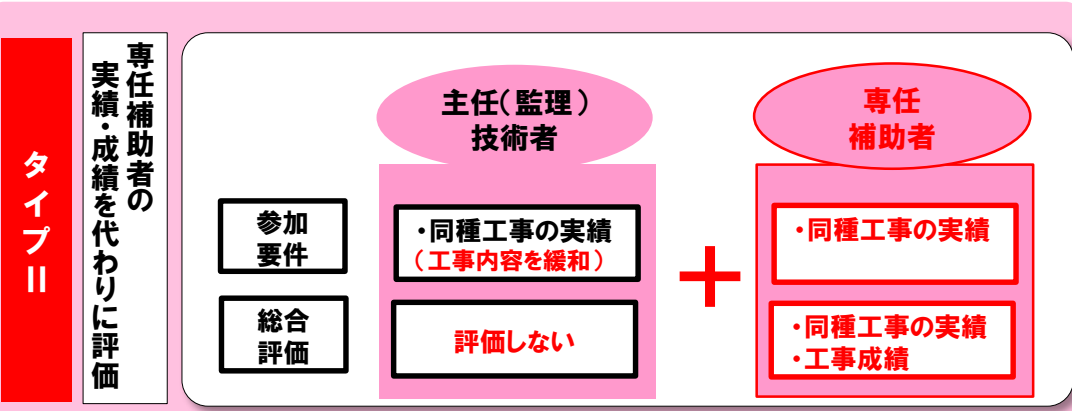 タイプⅡ
専任補助者の
実績・成績を代わりに評価
主任(監理)
技術者
専任
補助者
参加
要件
・同種工事の実績
(工事内容を緩和)
+
・同種工事の実績
総合
評価
評価しない
・同種工事の実績
・工事成績